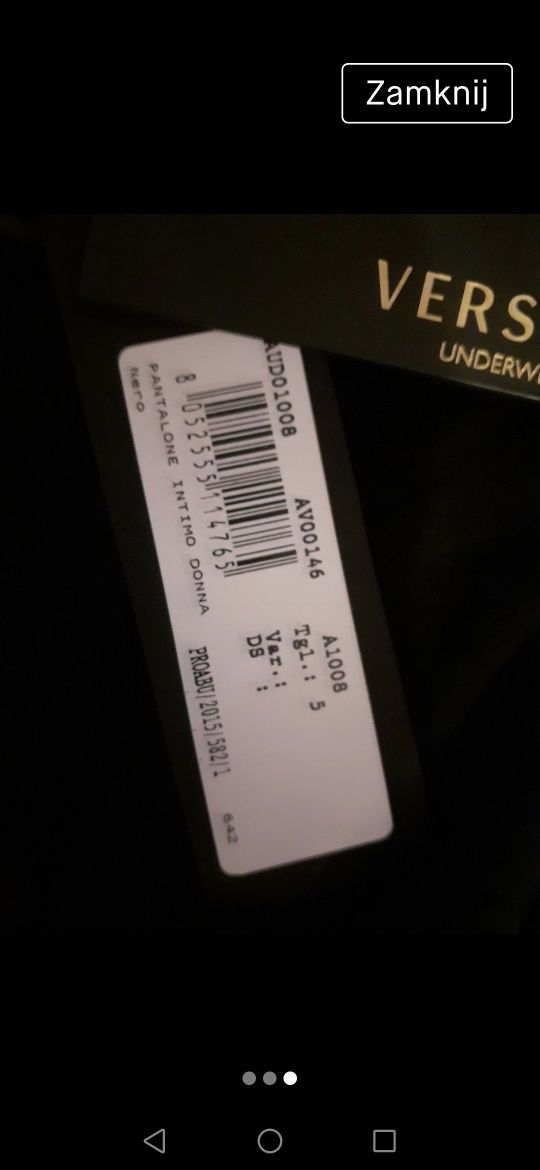 Zamknij
VERS
UNDERW
AUD01008 AV00146 A1008
Tgl.: 5
Var.:
DS :
8 052555 114765
PANTALONE INTIMO DONNA
Nero
PROABU/2015/582/1
642